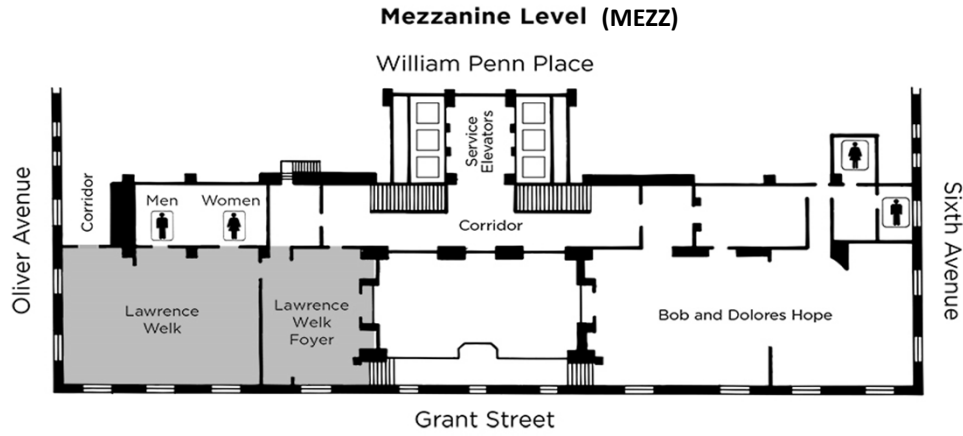 Mezzanine Level (MEZZ)
William Penn Place
Service
Elevators
Oliver Avenue
Corridor
Men
Women
Corridor
Sixth Avenue
Lawrence
Welk
Lawrence
Welk
Foyer
Bob and Dolores Hope
Grant Street